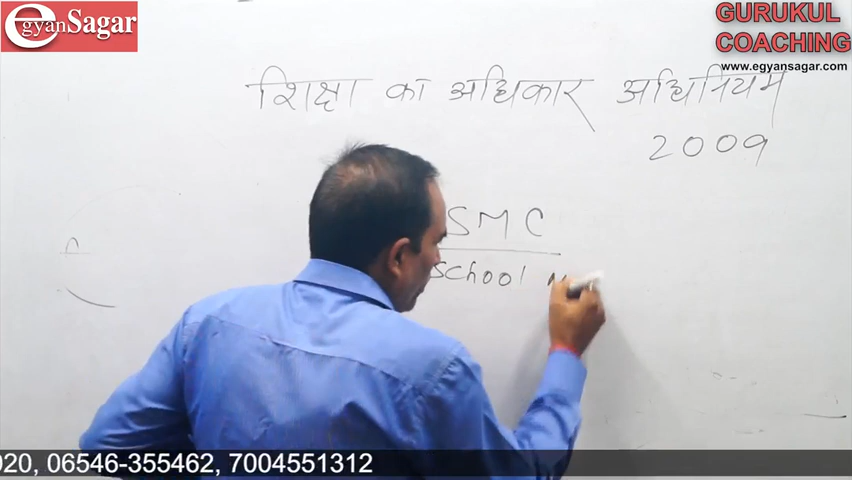 egyanSagar
GURUKUL
COACHING
www.egyansagar.com
शिक्षा का अधिकार अधिनियम
2009
SMC
School
020, 06546-355462, 7004551312